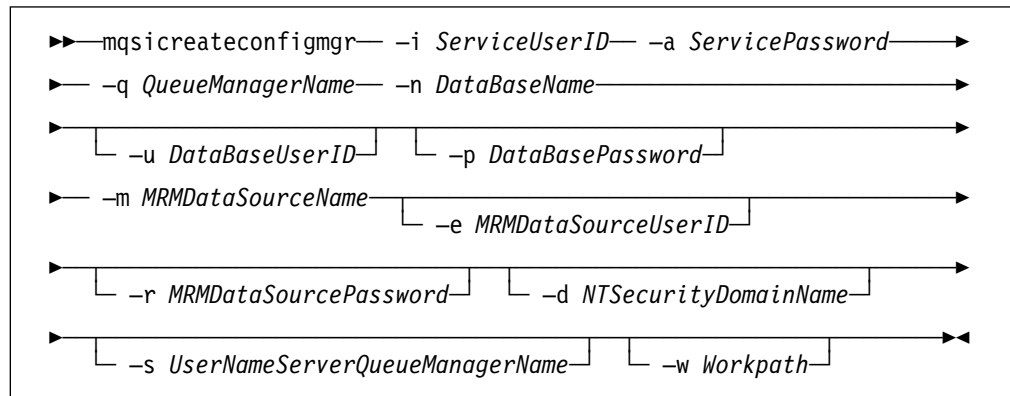 mqsicreateconfigmgr –i ServiceUserID –a ServicePassword
–q QueueManagerName –n DataBaseName
–u DataBaseUserID –p DataBasePassword
–m MRMDataSourceName –e MRMDataSourceUserID
–r MRMDataSourcePassword –d NTSecurityDomainName
–s UserNameServerQueueManagerName –w Workpath